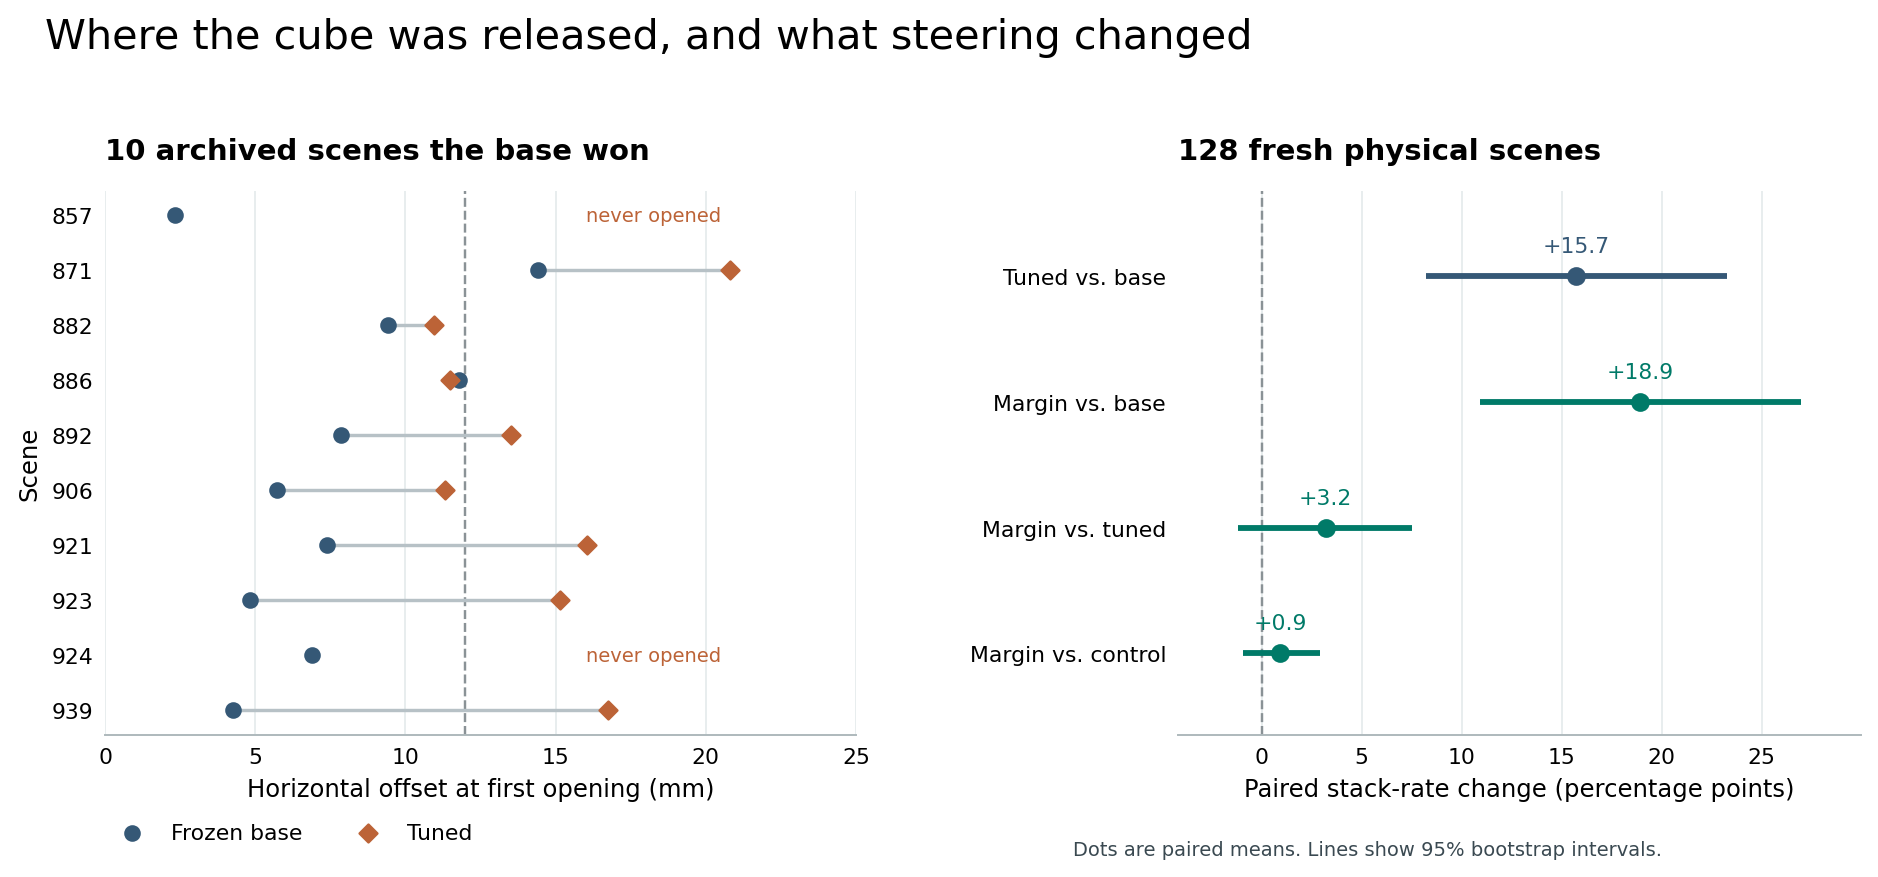 Where the cube was released, and what steering changed
10 archived scenes the base won
857
never opened
871
882
886
892
906
921
923
924
never opened
939
Scene
0 5 10 15 20 25
Horizontal offset at first opening (mm)
Frozen base
Tuned
128 fresh physical scenes
+15.7
Tuned vs. base
+18.9
Margin vs. base
+3.2
Margin vs. tuned
+0.9
Margin vs. control
0 5 10 15 20 25
Paired stack-rate change (percentage points)
Dots are paired means. Lines show 95% bootstrap intervals.